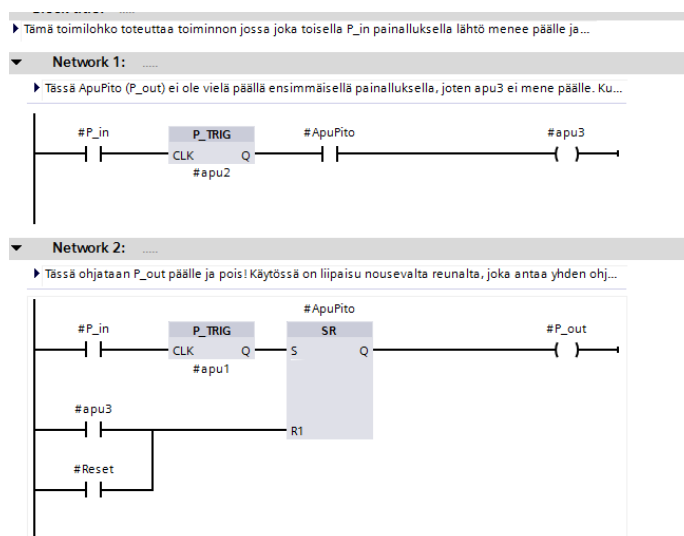 Tämä toimilohko toteuttaa toiminnon jossa joka toisella P_in painalluksella lähtö menee päälle ja...
Network 1: .....
Tässä ApuPito (P_out) ei ole vielä päällä ensimmäisellä painalluksella, joten apu3 ei mene päälle. Ku...
#P_in P_TRIG #ApuPito #apu3
CLK Q
#apu2
Network 2: .....
Tässä ohjataan P_out päälle ja pois! Käytössä on liipaisu nousevalta reunalta, joka antaa yhden ohj...
#ApuPito
#P_in P_TRIG SR #P_out
CLK Q S Q
#apu1
#apu3
R1
#Reset